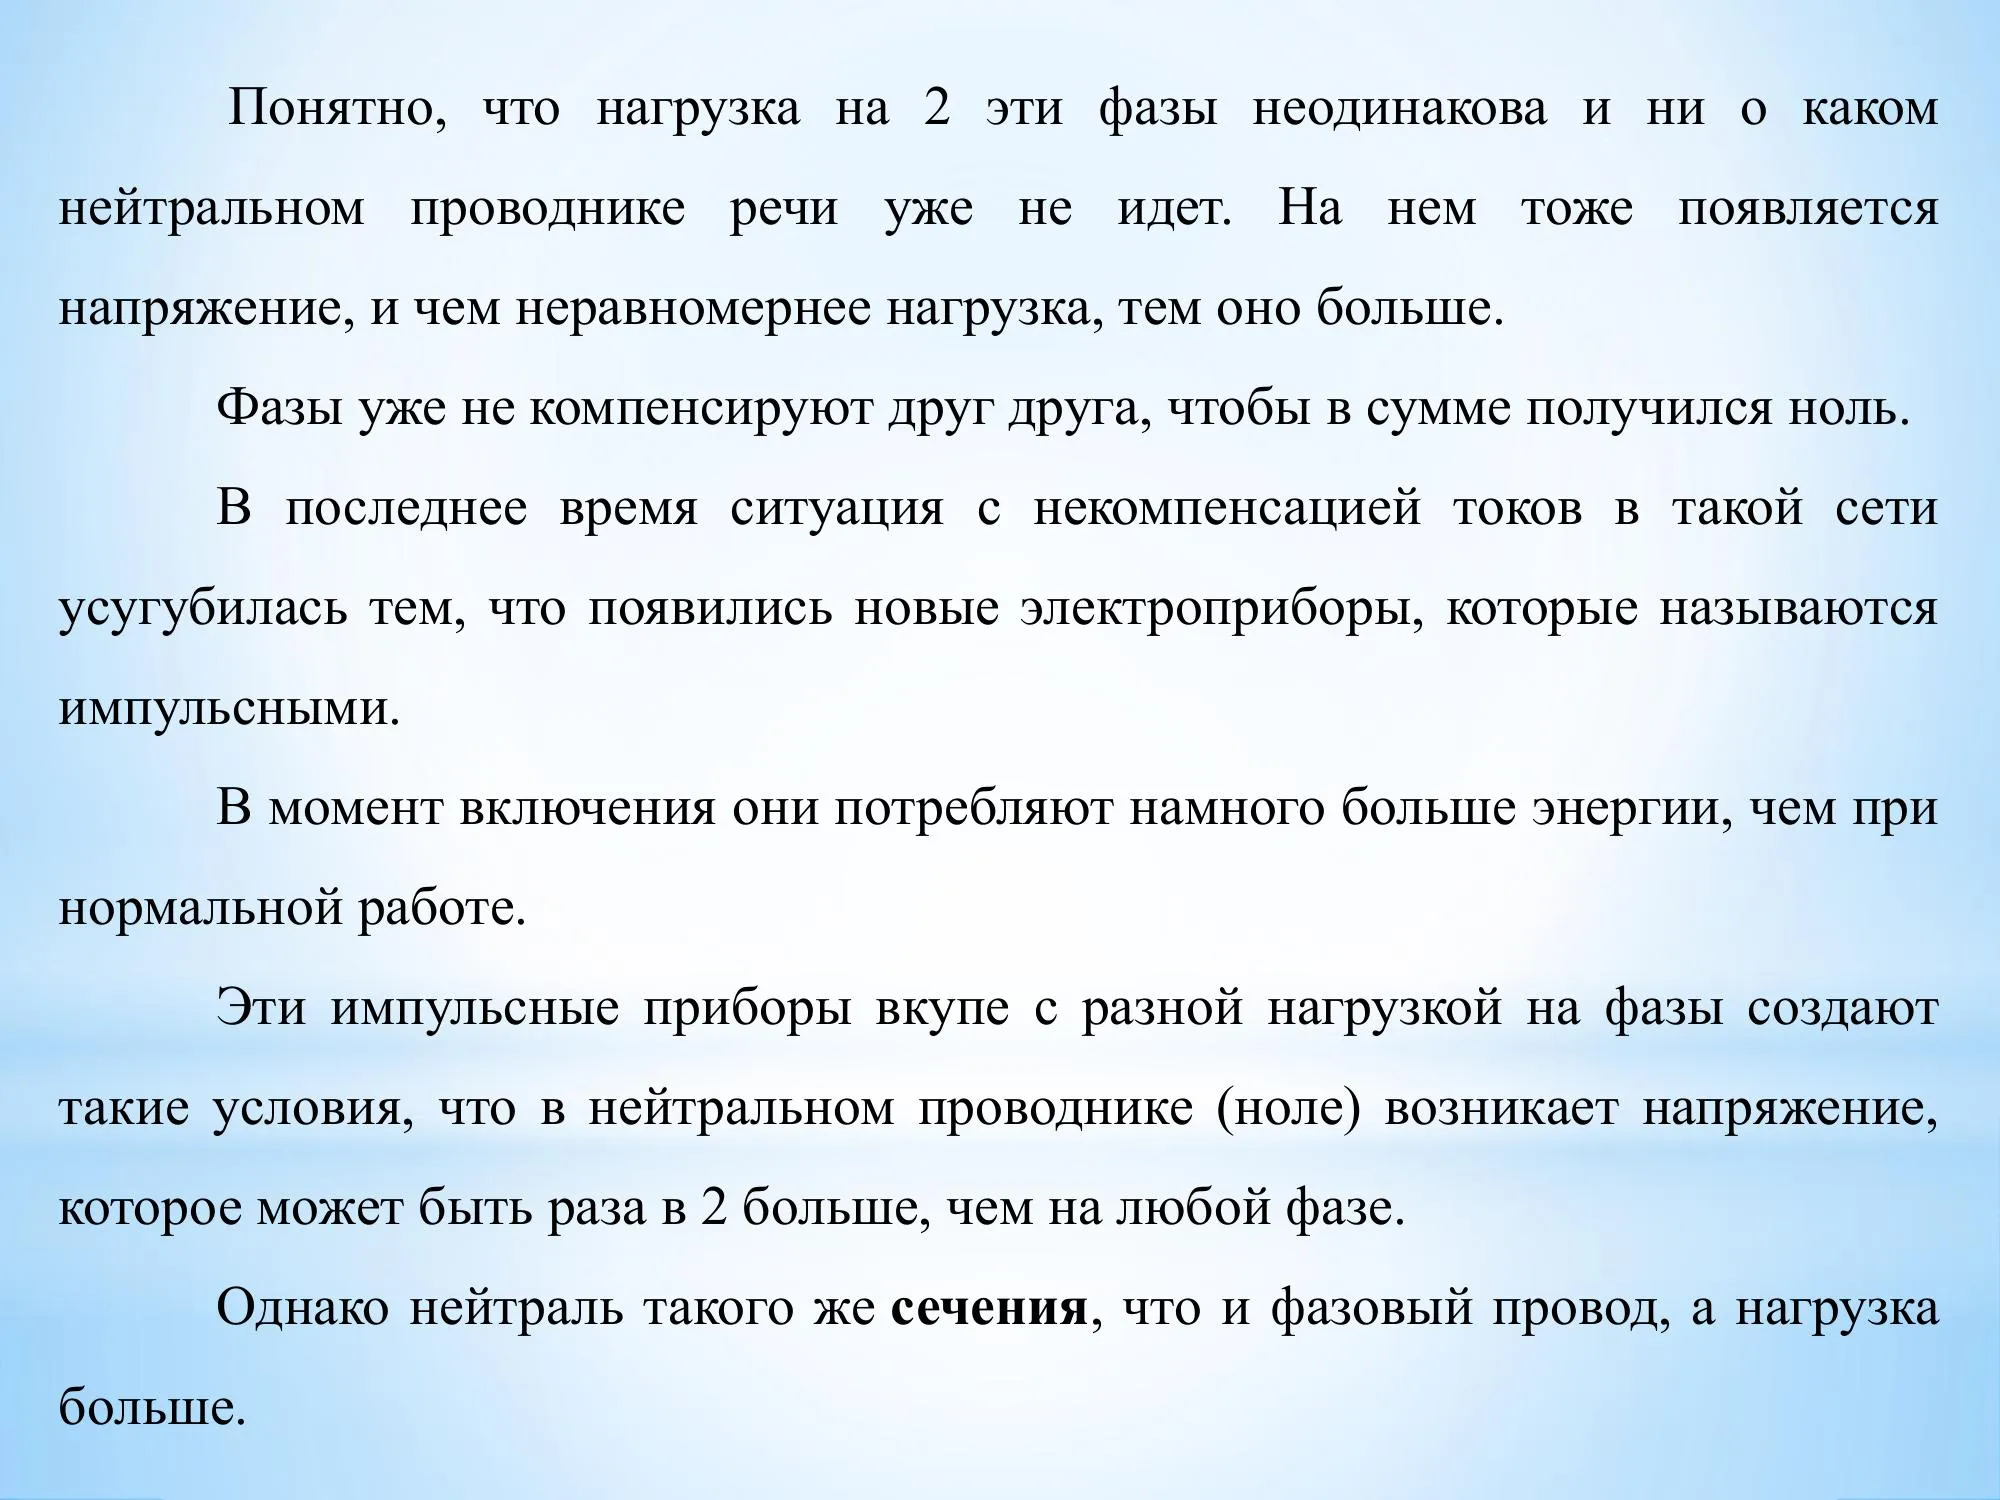 Понятно, что нагрузка на 2 эти фазы неодинакова и ни о каком
нейтральном проводнике речи уже не идет. На нем тоже появляется
напряжение, и чем неравномернее нагрузка, тем оно больше.
Фазы уже не компенсируют друг друга, чтобы в сумме получился ноль.
В последнее время ситуация с некомпенсацией токов в такой сети
усугубилась тем, что появились новые электроприборы, которые называются
импульсными.
В момент включения они потребляют намного больше энергии, чем при
нормальной работе.
Эти импульсные приборы вкупе с разной нагрузкой на фазы создают
такие условия, что в нейтральном проводнике (ноле) возникает напряжение,
которое может быть раза в 2 больше, чем на любой фазе.
Однако нейтраль такого же сечения, что и фазовый провод, а нагрузка
больше.